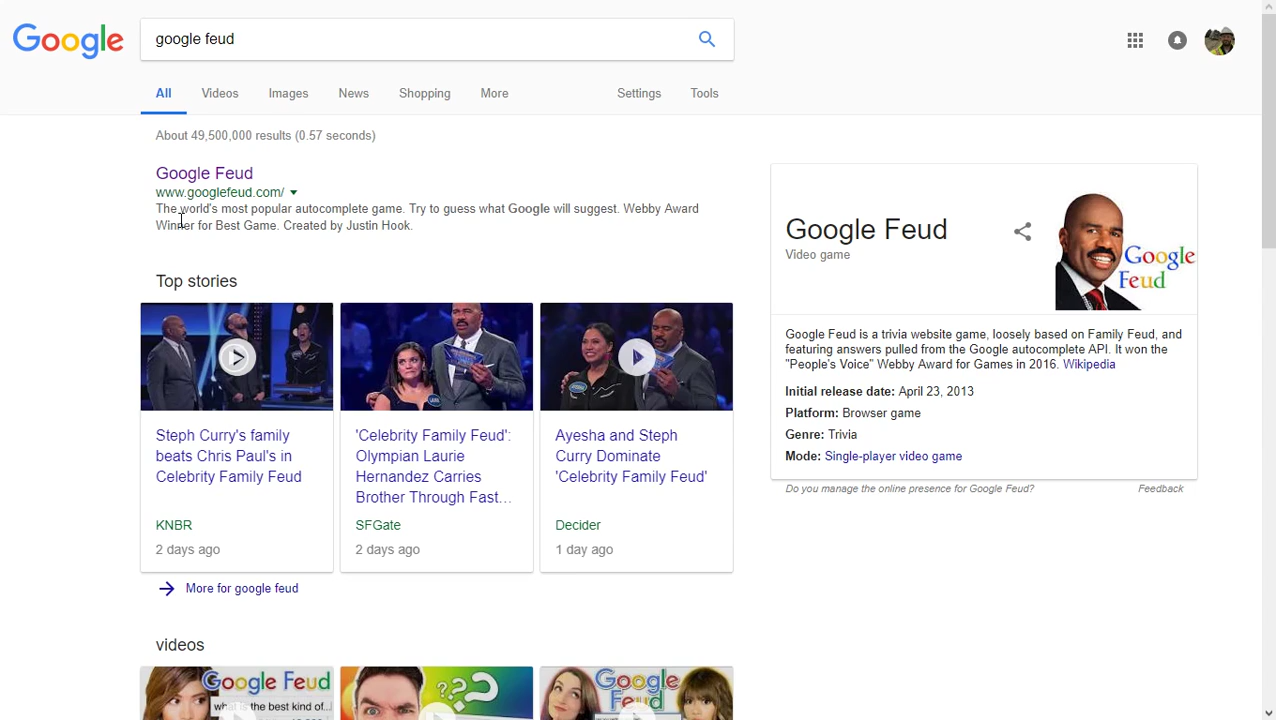 Google
google feud
All
Videos
Images
News
Shopping
More
Settings
Tools
About 49,500,000 results (0.57 seconds)
Google Feud
www.googlefeud.com/
The world's most popular autocomplete game. Try to guess what Google will suggest. Webby Award
Winner for Best Game. Created by Justin Hook.
Top stories
Steph Curry's family
beats Chris Paul's in
Celebrity Family Feud
KNBR
2 days ago
'Celebrity Family Feud':
Olympian Laurie
Hernandez Carries
Brother Through Fast...
SFGate
2 days ago
Ayesha and Steph
Curry Dominate
'Celebrity Family Feud'
Decider
1 day ago
More for google feud
videos
Google Feud
what is the best kind of...
???
Google
Feud
Google Feud
Video game
Google
Feud
Google Feud is a trivia website game, loosely based on Family Feud, and
featuring answers pulled from the Google autocomplete API. It won the
"People's Voice" Webby Award for Games in 2016. Wikipedia
Initial release date: April 23, 2013
Platform: Browser game
Genre: Trivia
Mode: Single-player video game
Do you manage the online presence for Google Feud?
Feedback